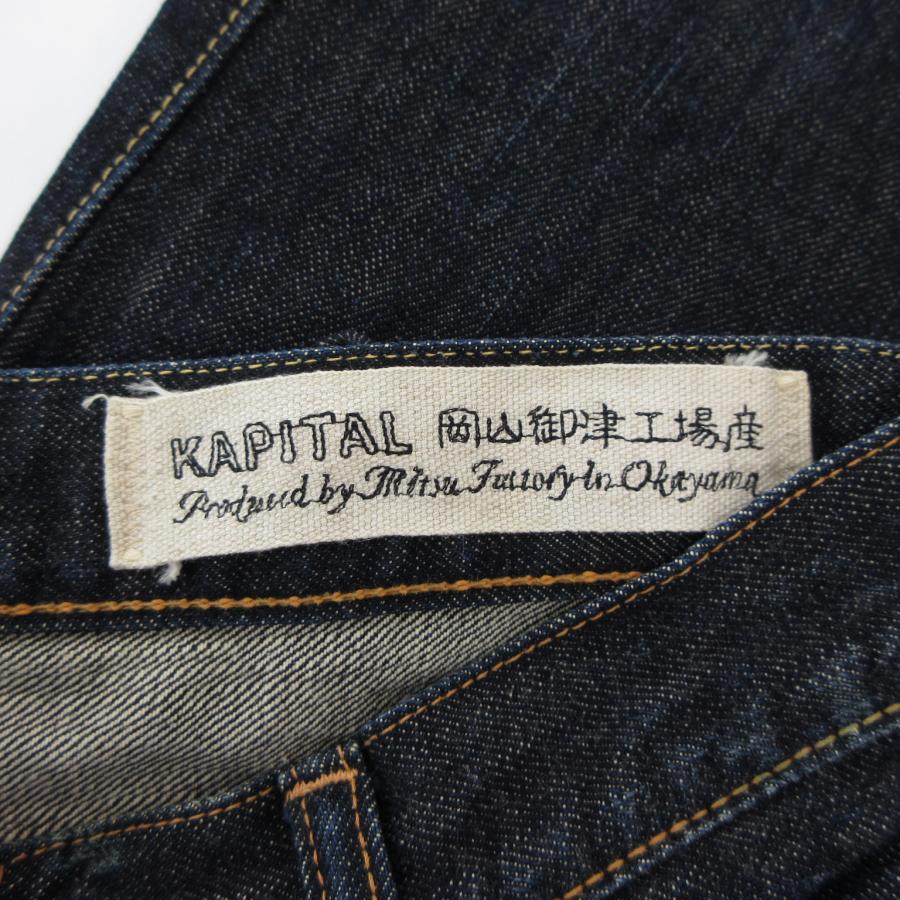 KAPITAL 岡山御津工場産
Produced by Mitsu Factory in Okayama